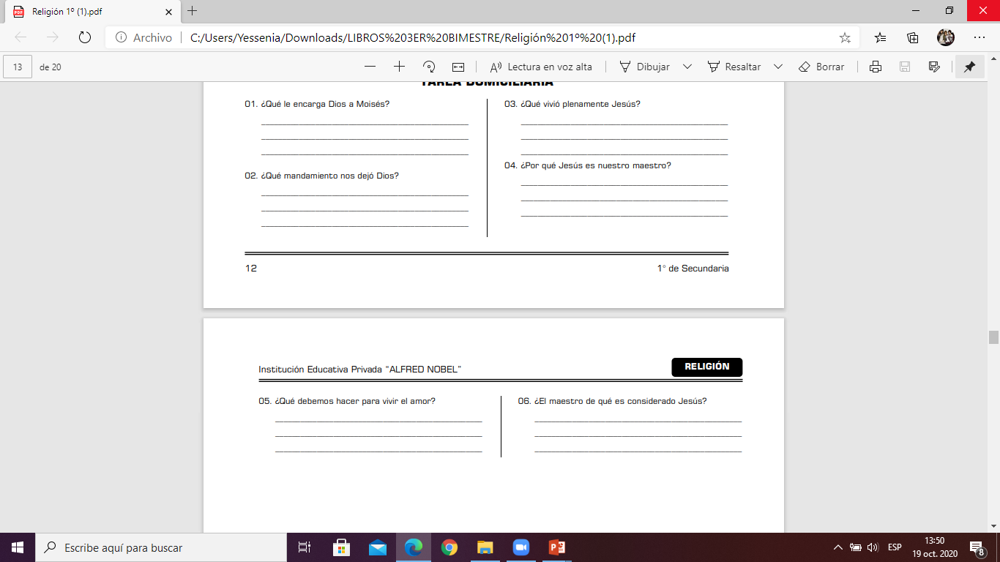 Religión 1º (1).pdf
Archivo
C:/Users/Yessenia/Downloads/LIBROS%203ER%20BIMESTRE/Religión%201º%20(1).pdf
13 de 20
Lectura en voz alta
Dibujar
Resaltar
Borrar
TAREA DOMICILIARIA
01. ¿Qué le encarga Dios a Moisés?
02. ¿Qué mandamiento nos dejó Dios?
03. ¿Qué vivió plenamente Jesús?
04. ¿Por qué Jesús es nuestro maestro?
12
1° de Secundaria
Institución Educativa Privada "ALFRED NOBEL"
RELIGIÓN
05. ¿Qué debemos hacer para vivir el amor?
06. ¿El maestro de qué es considerado Jesús?
Escribe aquí para buscar
ESP
13:50
19 oct. 2020
8